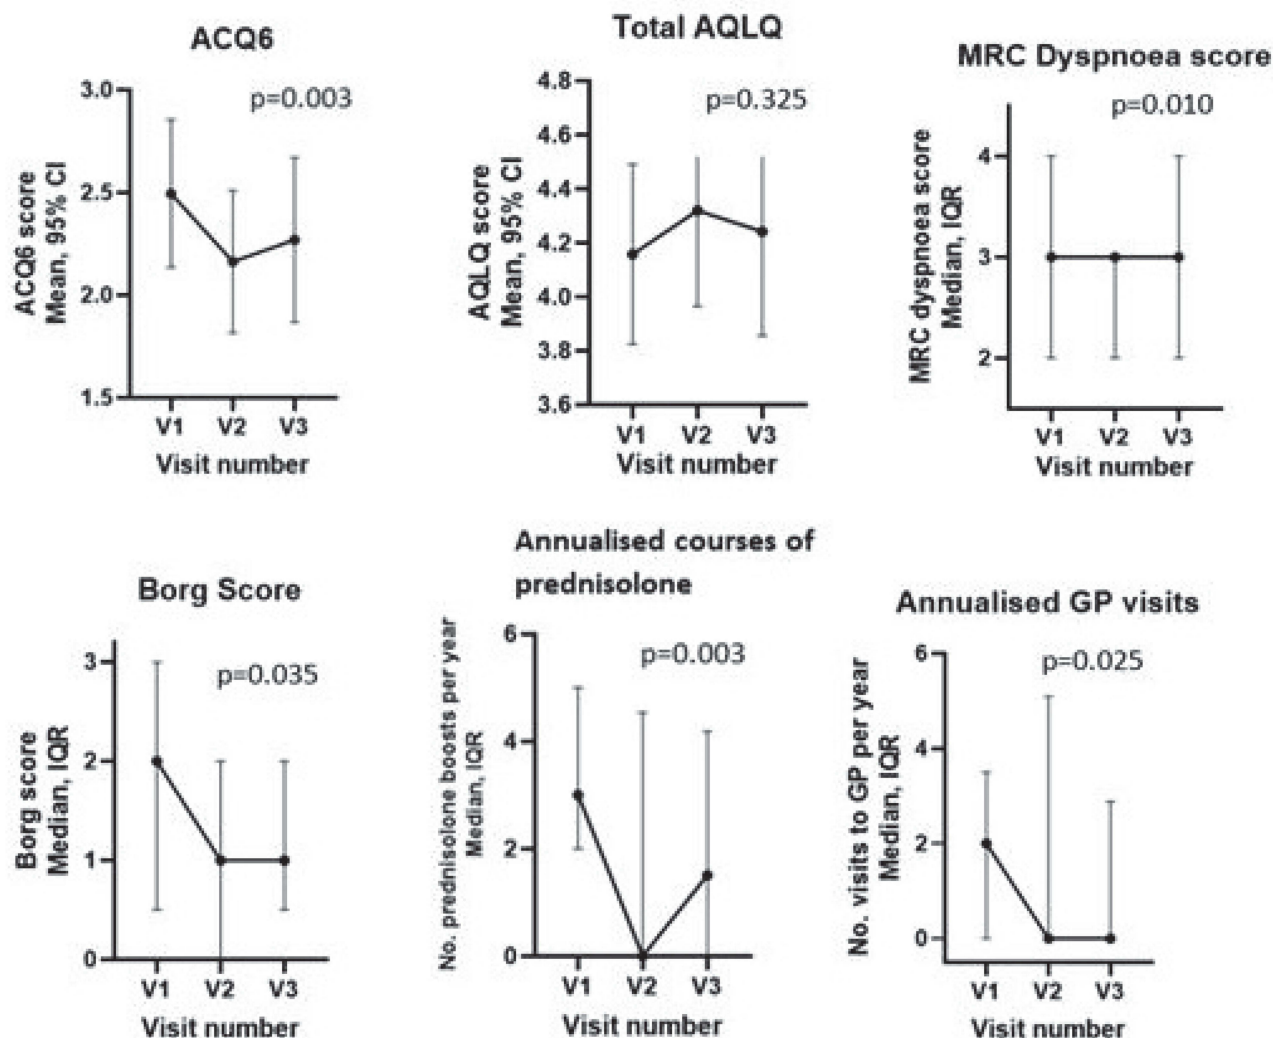 ACQ6
p=0.003
ACQ6 score
Mean, 95% CI
3.0
2.5
2.0
1.5
V1 V2 V3
Visit number
Total AQLQ
p=0.325
AQLQ score
Mean, 95% CI
4.8
4.6
4.4
4.2
4.0
3.8
3.6
V1 V2 V3
Visit number
MRC Dyspnoea score
p=0.010
MRC dyspnoea score
Median, IQR
4
3
2
V1 V2 V3
Visit number
Borg Score
p=0.035
Borg score
Median, IQR
3
2
1
0
V1 V2 V3
Visit number
Annualised courses of
prednisolone
p=0.003
No. prednisolone boosts per year
Median, IQR
6
4
2
0
V1 V2 V3
Visit number
Annualised GP visits
p=0.025
No. visits to GP per year
Median, IQR
6
4
2
0
V1 V2 V3
Visit number